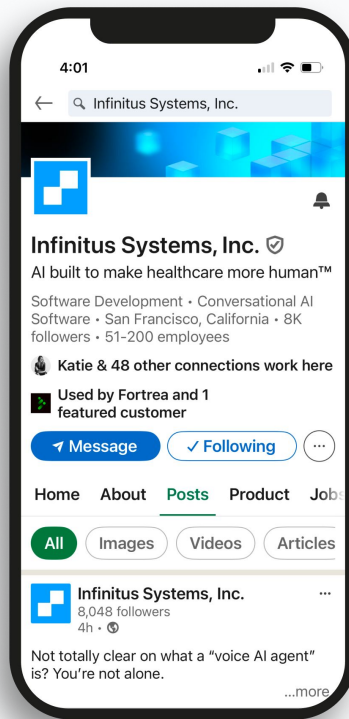 4:01
Infinitus Systems, Inc.
Infinitus Systems, Inc.
AI built to make healthcare more human™
Software Development • Conversational AI
Software • San Francisco, California • 8K
followers • 51-200 employees
Katie & 48 other connections work here
Used by Fortrea and 1
featured customer
Message
Following
Home About Posts Product Jobs
All Images Videos Articles
Infinitus Systems, Inc.
8,048 followers
4h •
Not totally clear on what a “voice AI agent”
is? You're not alone.
...more